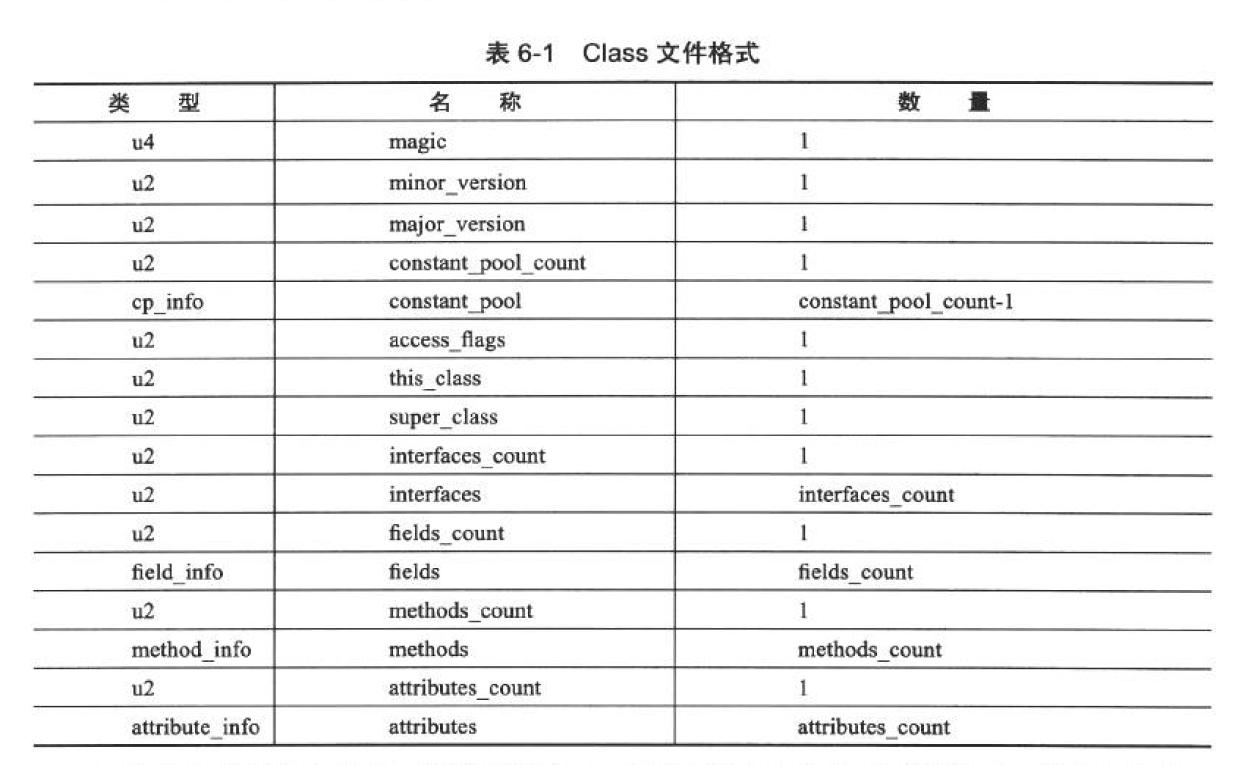 表 6-1 Class 文件格式
类 型 名 称 数 量
u4 magic 1
u2 minor_version 1
u2 major_version 1
u2 constant_pool_count 1
cp_info constant_pool constant_pool_count-1
u2 access_flags 1
u2 this_class 1
u2 super_class 1
u2 interfaces_count 1
u2 interfaces interfaces_count
u2 fields_count 1
field_info fields fields_count
u2 methods_count 1
method_info methods methods_count
u2 attributes_count 1
attribute_info attributes attributes_count